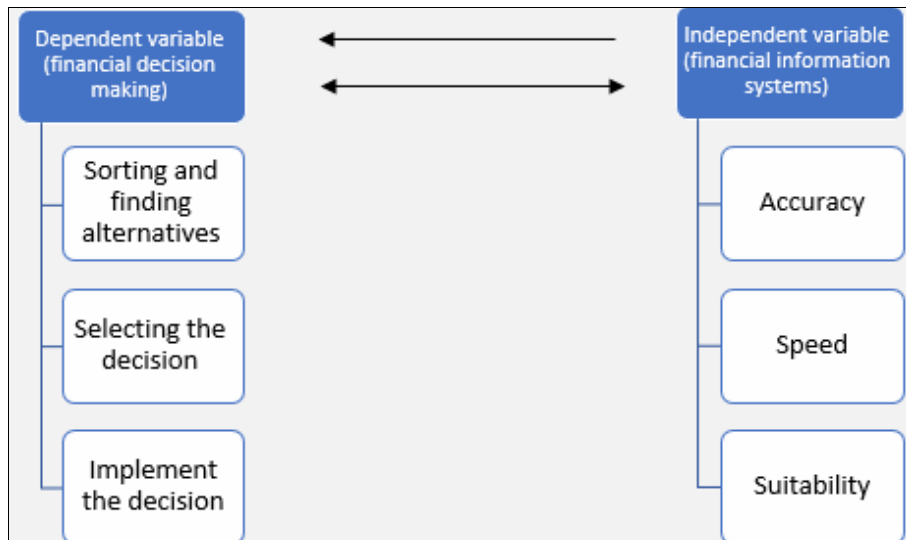 Dependent variable
(financial decision
making)
Sorting and
finding
alternatives
Selecting the
decision
Implement
the decision
Independent variable
(financial information
systems)
Accuracy
Speed
Suitability